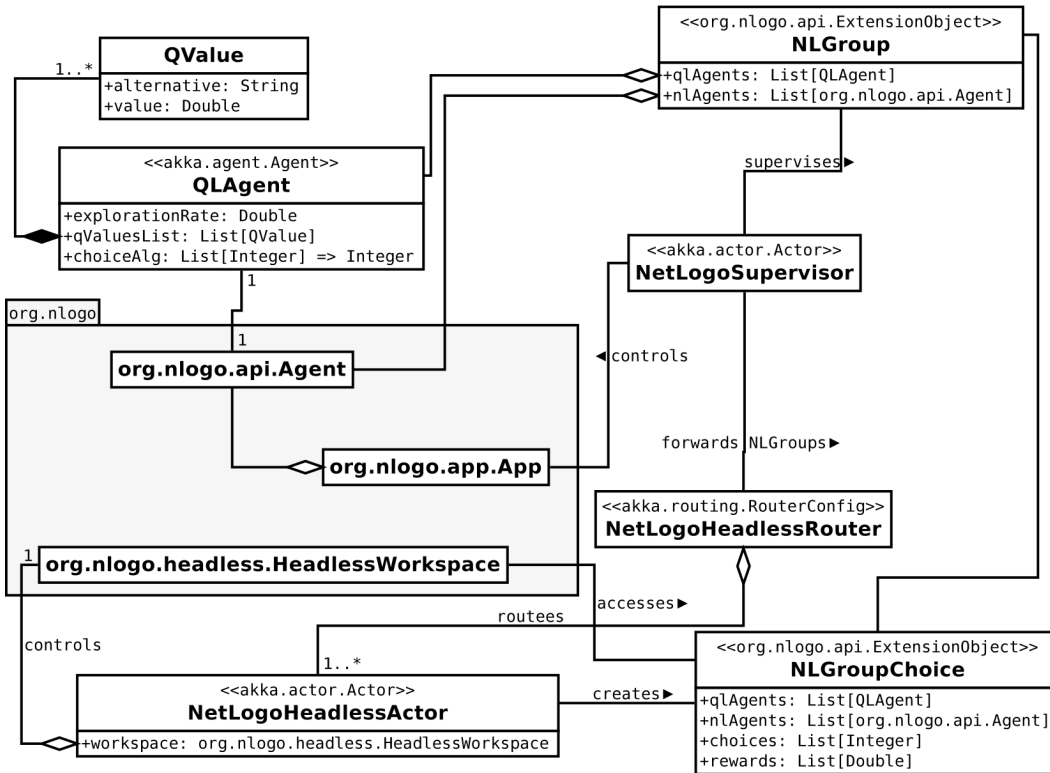 <<org.nlogo.api.ExtensionObject>>
NLGroup
+qlAgents: List[QLAgent]
+nlAgents: List[org.nlogo.api.Agent]
QValue
+alternative: String
+value: Double
1..*
<<akka.agent.Agent>>
QLAgent
+explorationRate: Double
+qValuesList: List[QValue]
+choiceAlg: List[Integer] => Integer
supervises►
<<akka.actor.Actor>>
NetLogoSupervisor
1
org.nlogo
1
org.nlogo.api.Agent
◄controls
org.nlogo.app.App
forwards NLGroups►
<<akka.routing.RouterConfig>>
NetLogoHeadlessRouter
1
org.nlogo.headless.HeadlessWorkspace
accesses►
routees
controls
1..*
<<akka.actor.Actor>>
NetLogoHeadlessActor
+workspace: org.nlogo.headless.HeadlessWorkspace
creates►
<<org.nlogo.api.ExtensionObject>>
NLGroupChoice
+qlAgents: List[QLAgent]
+nlAgents: List[org.nlogo.api.Agent]
+choices: List[Integer]
+rewards: List[Double]